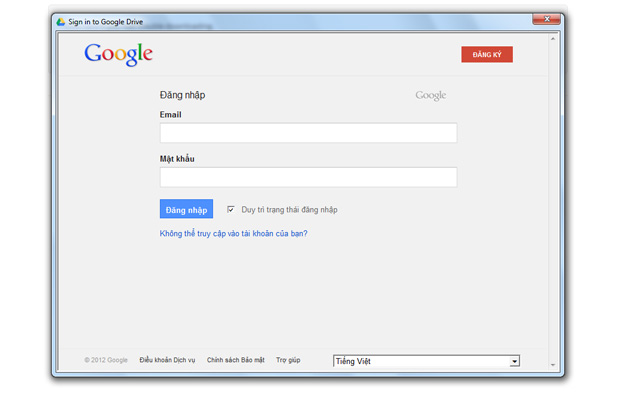 Sign in to Google Drive
Google
ĐĂNG KÝ
Đăng nhập
Google
Email
Mật khẩu
Đăng nhập
Duy trì trạng thái đăng nhập
Không thể truy cập vào tài khoản của bạn?
© 2012 Google Điều khoản Dịch vụ Chính sách Bảo mật Trợ giúp
Tiếng Việt